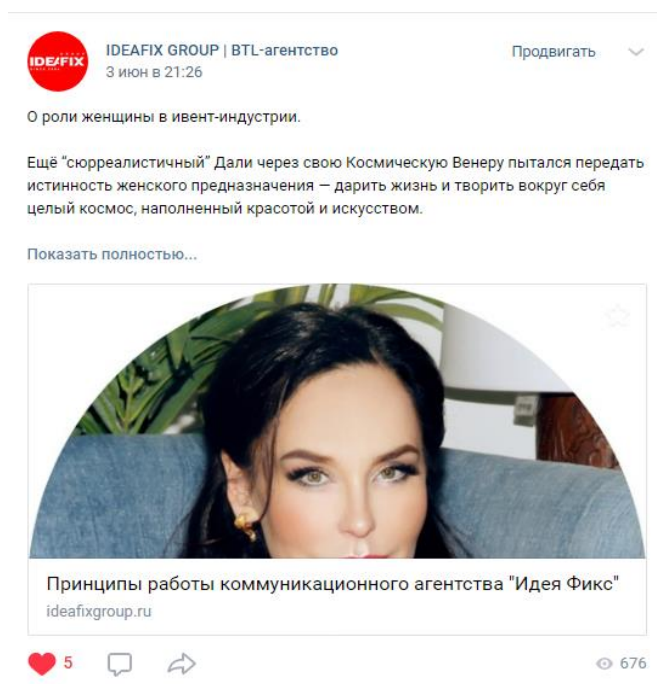 IDEAFIX
IDEAFIX GROUP | BTL-агентство
3 июн в 21:26
Продвигать
О роли женщины в ивент-индустрии.
Ещё “сюрреалистичный” Дали через свою Космическую Венеру пытался передать
истинность женского предназначения — дарить жизнь и творить вокруг себя
целый космос, наполненный красотой и искусством.
Показать полностью...
Принципы работы коммуникационного агентства "Идея Фикс"
ideafixgroup.ru
5
676